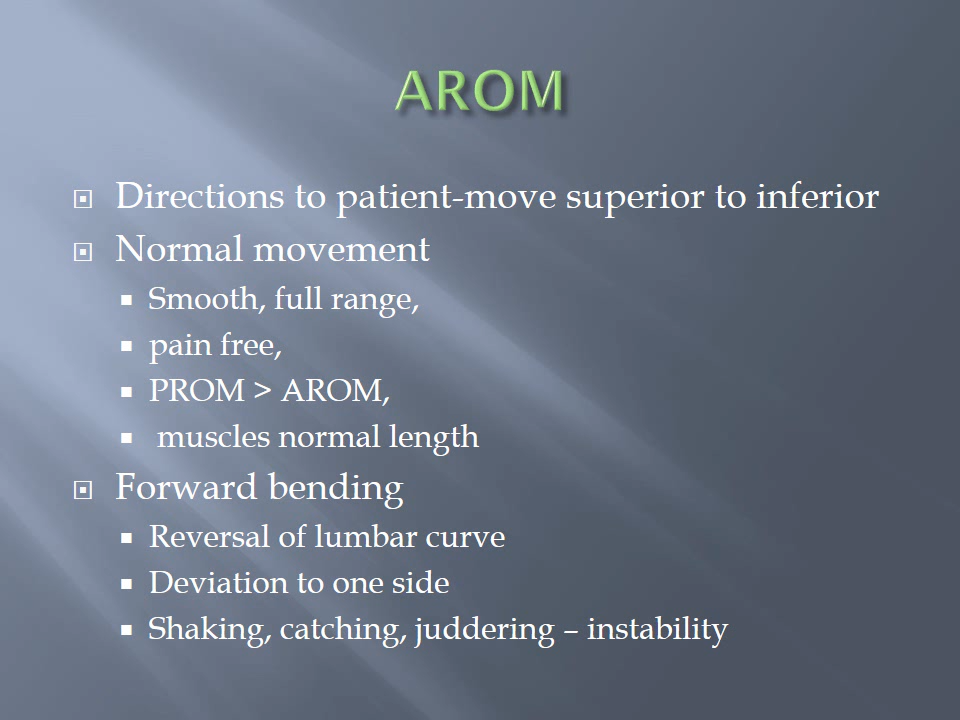 AROM
Directions to patient-move superior to inferior
Normal movement
Smooth, full range,
pain free,
PROM > AROM,
muscles normal length
Forward bending
Reversal of lumbar curve
Deviation to one side
Shaking, catching, juddering – instability